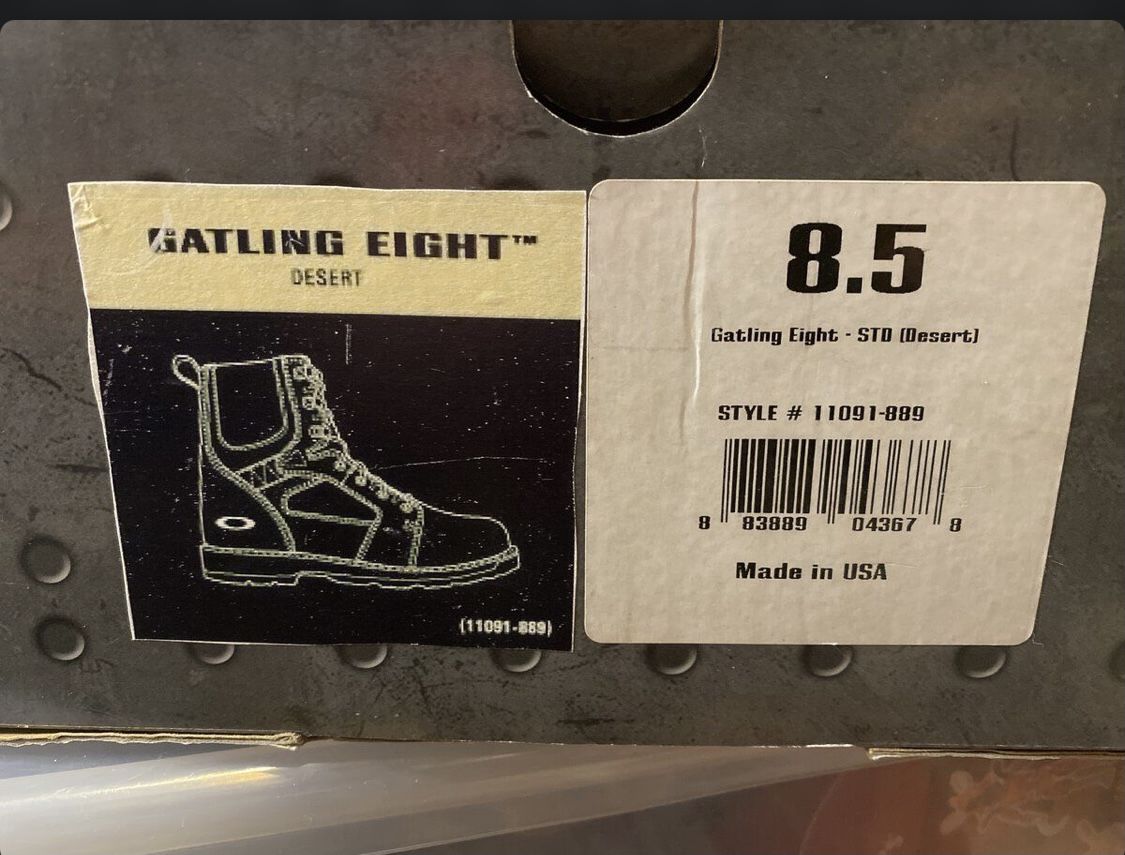 GATLING EIGHT™
DESERT
(11091-889)
8.5
Gatling Eight - STD (Desert)
STYLE # 11091-889
8 83889 04367 8
Made in USA